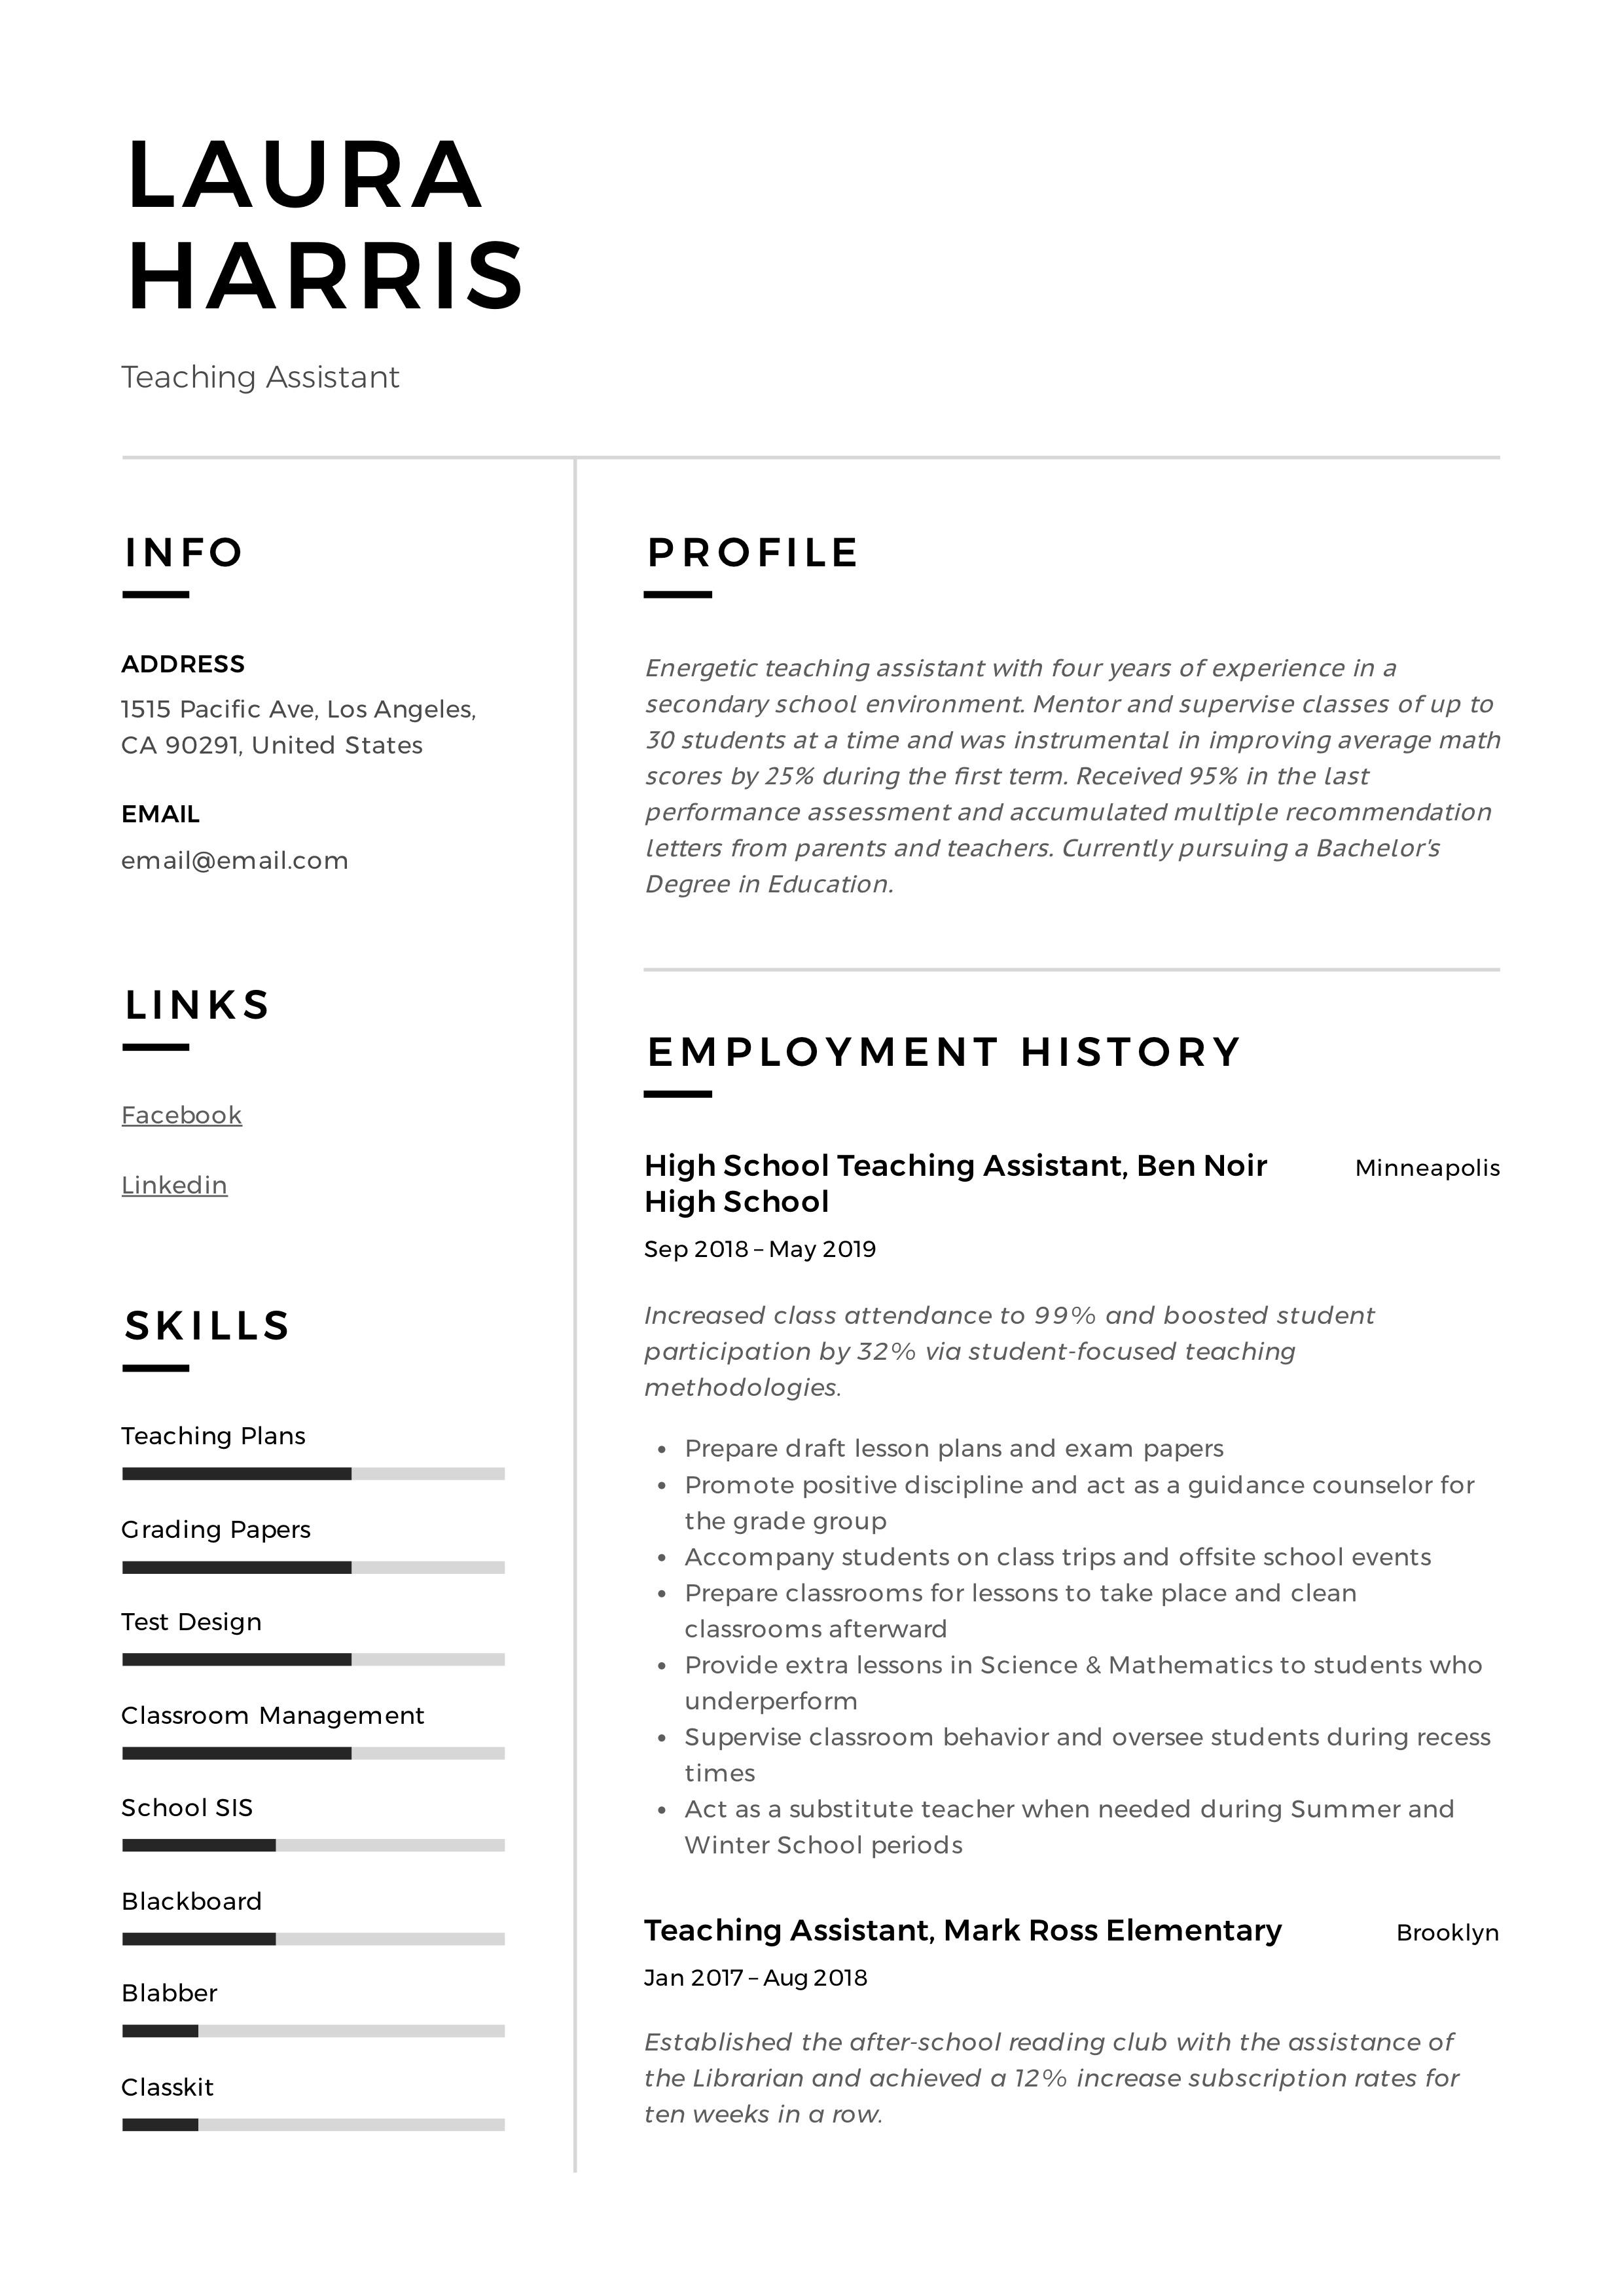 LAURA
HARRIS
Teaching Assistant
INFO
ADDRESS
1515 Pacific Ave, Los Angeles,
CA 90291, United States
EMAIL
email@email.com
LINKS
Facebook
Linkedin
SKILLS
Teaching Plans
Grading Papers
Test Design
Classroom Management
School SIS
Blackboard
Blabber
Classkit
PROFILE
Energetic teaching assistant with four years of experience in a
secondary school environment. Mentor and supervise classes of up to
30 students at a time and was instrumental in improving average math
scores by 25% during the first term. Received 95% in the last
performance assessment and accumulated multiple recommendation
letters from parents and teachers. Currently pursuing a Bachelor's
Degree in Education.
EMPLOYMENT HISTORY
High School Teaching Assistant, Ben Noir Minneapolis
High School
Sep 2018 – May 2019
Increased class attendance to 99% and boosted student
participation by 32% via student-focused teaching
methodologies.
• Prepare draft lesson plans and exam papers
• Promote positive discipline and act as a guidance counselor for
the grade group
• Accompany students on class trips and offsite school events
• Prepare classrooms for lessons to take place and clean
classrooms afterward
• Provide extra lessons in Science & Mathematics to students who
underperform
• Supervise classroom behavior and oversee students during recess
times
• Act as a substitute teacher when needed during Summer and
Winter School periods
Teaching Assistant, Mark Ross Elementary Brooklyn
Jan 2017 – Aug 2018
Established the after-school reading club with the assistance of
the Librarian and achieved a 12% increase subscription rates for
ten weeks in a row.